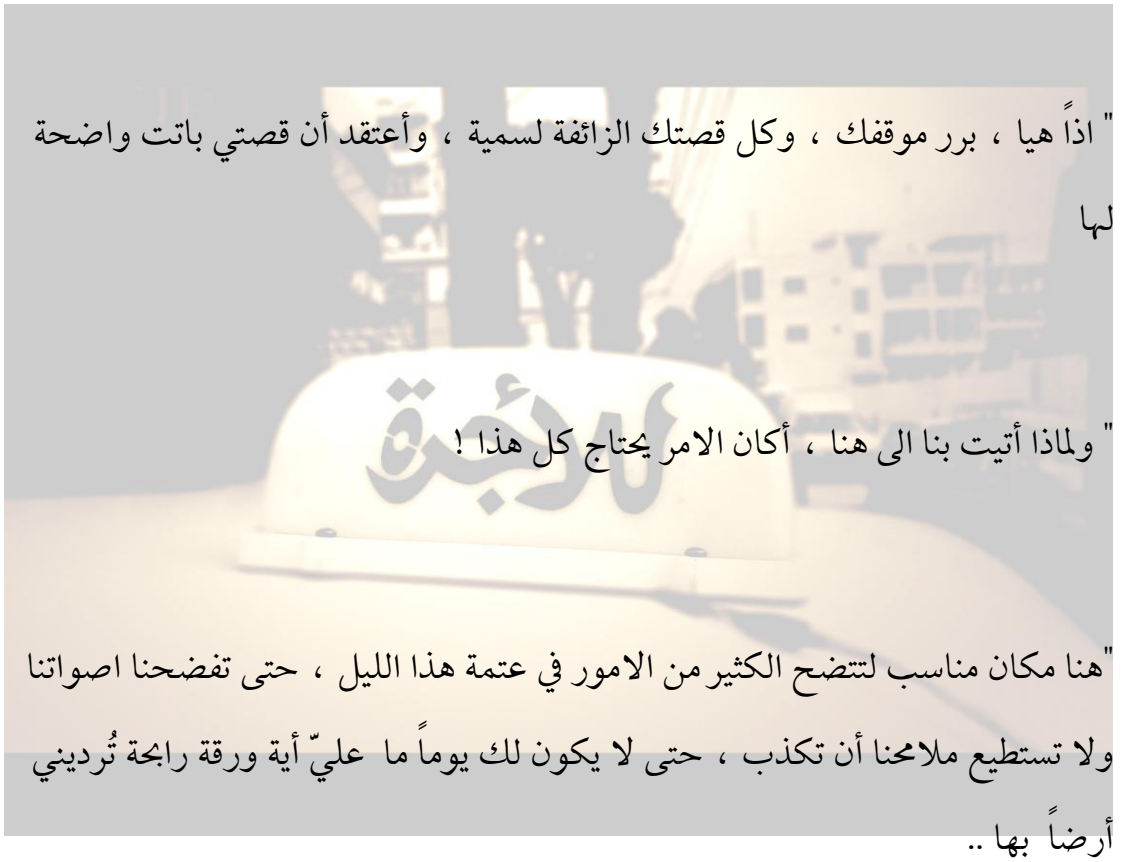 " اذاً هيا ، برر موقفك ، وكل قصتك الزائفة لسمية ، وأعتقد أن قصتي باتت واضحة
لها
" ولماذا أتيت بنا الى هنا ، أكان الامر يحتاج كل هذا !
للأجرة
"هنا مكان مناسب لتتضح الكثير من الامور في عتمة هذا الليل ، حتى تفضحنا اصواتنا
ولا تستطيع ملامحنا أن تكذب ، حتى لا يكون لك يوماً ما عليّ أية ورقة رابحة تُرديني
أرضاً بها ..